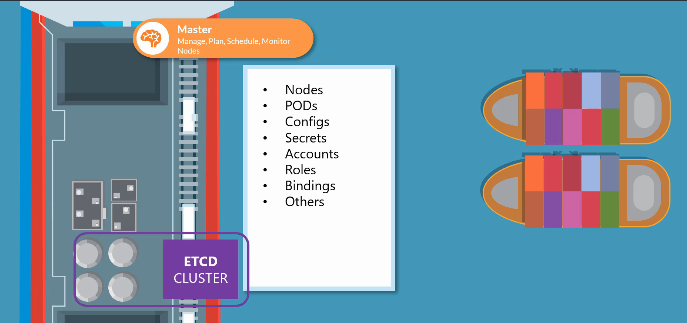 Master
Manage, Plan, Schedule, Monitor
Nodes
• Nodes
• PODs
• Configs
• Secrets
• Accounts
• Roles
• Bindings
• Others
ETCD
CLUSTER